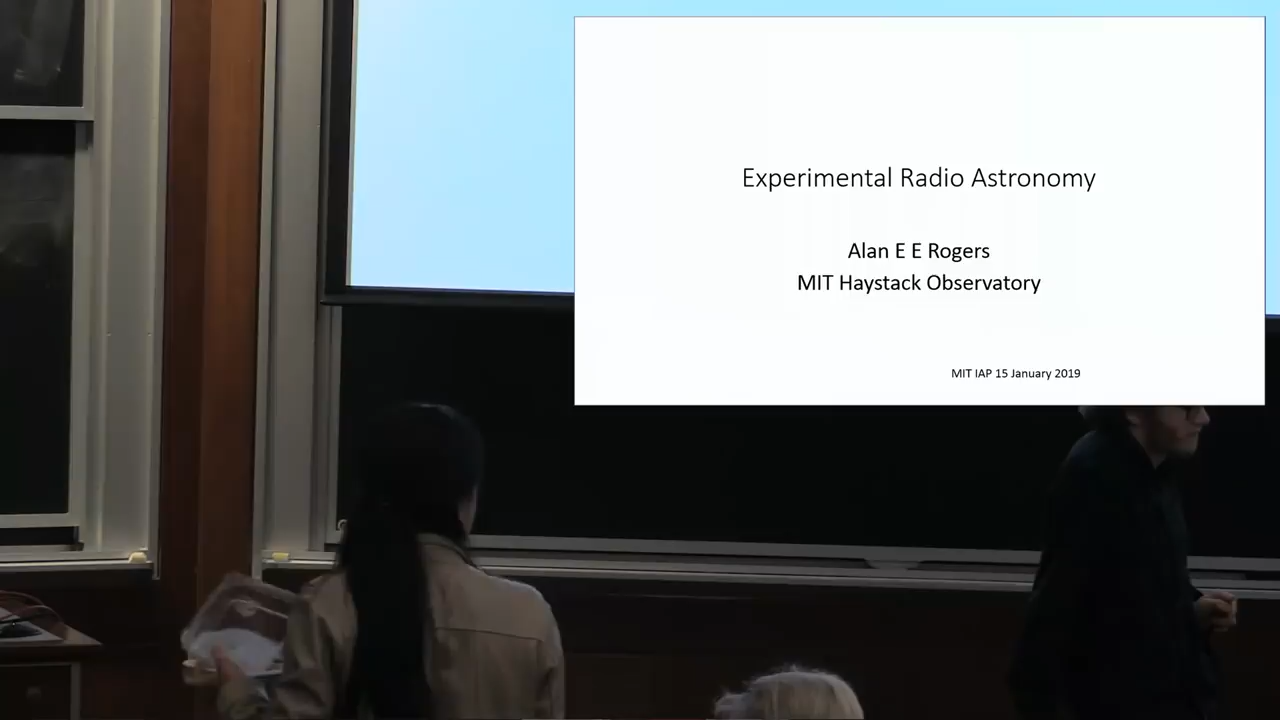 Experimental Radio Astronomy
Alan E E Rogers
MIT Haystack Observatory
MIT IAP 15 January 2019